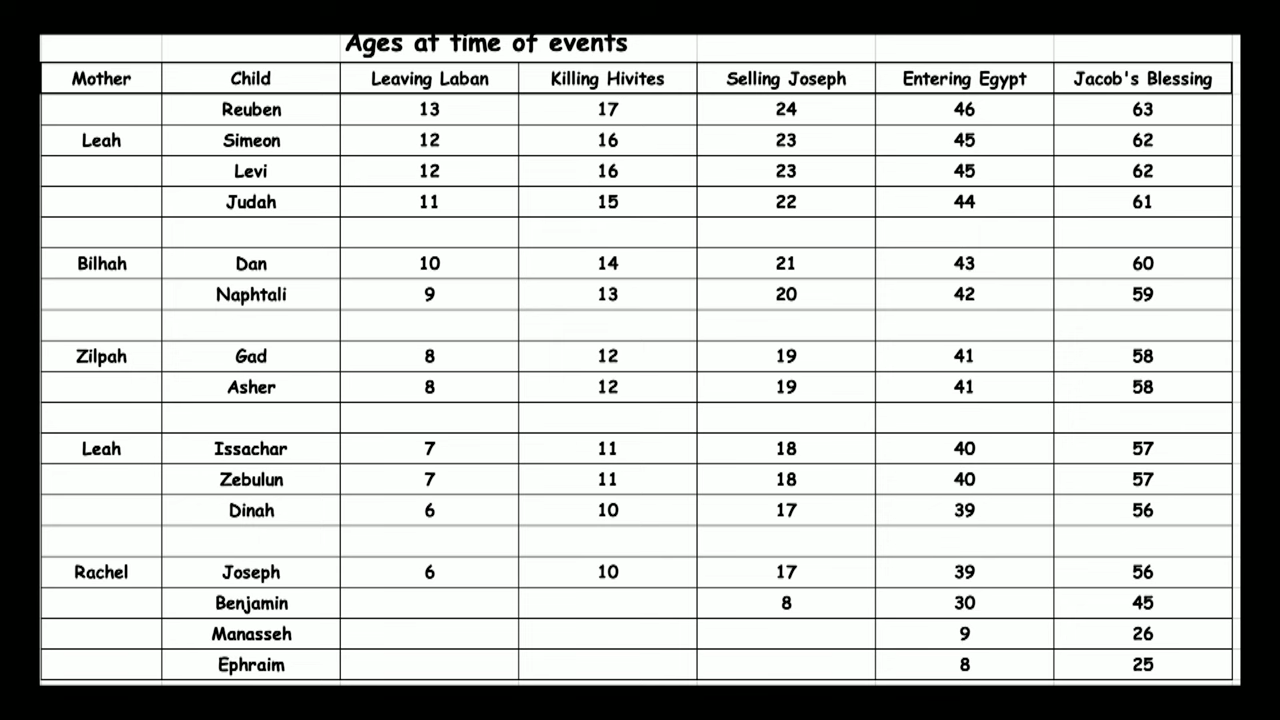 Ages at time of events
Mother Child Leaving Laban Killing Hivites Selling Joseph Entering Egypt Jacob's Blessing
Reuben 13 17 24 46 63
Leah Simeon 12 16 23 45 62
Levi 12 16 23 45 62
Judah 11 15 22 44 61
Bilhah Dan 10 14 21 43 60
Naphtali 9 13 20 42 59
Zilpah Gad 8 12 19 41 58
Asher 8 12 19 41 58
Leah Issachar 7 11 18 40 57
Zebulun 7 11 18 40 57
Dinah 6 10 17 39 56
Rachel Joseph 6 10 17 39 56
Benjamin 8 30 45
Manasseh 9 26
Ephraim 8 25